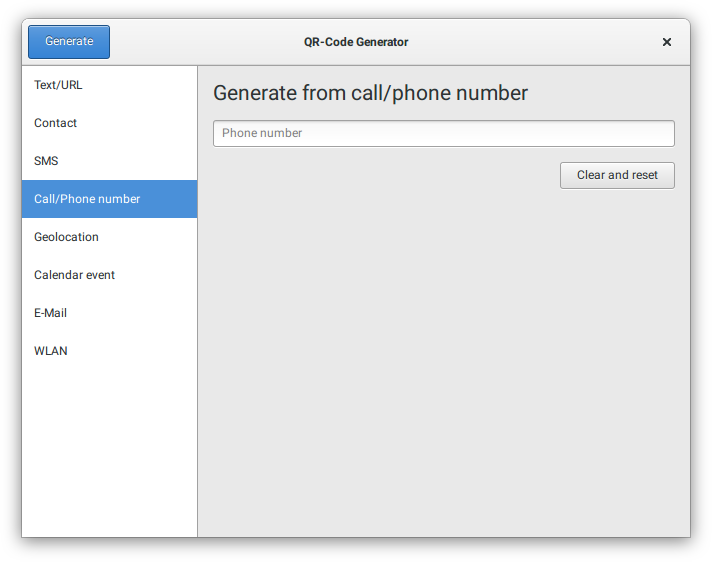 Generate
QR-Code Generator
Text/URL
Contact
SMS
Call/Phone number
Geolocation
Calendar event
E-Mail
WLAN
Generate from call/phone number
Phone number
Clear and reset